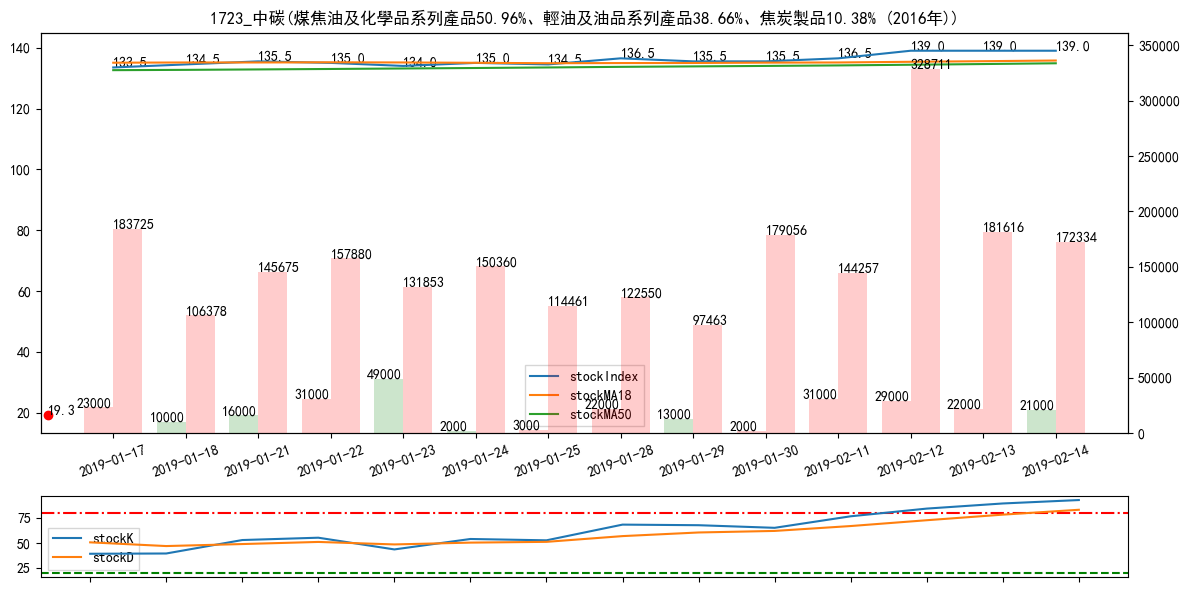 1723_中碳(煤焦油及化學品系列產品50.96%、輕油及油品系列產品38.66%、焦炭製品10.38% (2016年))
140
120
100
80
60
40
20
350000
300000
250000
200000
150000
100000
50000
0
133.5 134.5 135.5 135.0 134.0 135.0 134.5 136.5 135.5 135.5 136.5 139.0 139.0 139.0
183725 106378 145675 157880 131853 150360 114461 122550 97463 179056 144257 328711 181616 172334
19.3
23000 10000 16000 31000 49000 2000 3000 22000 13000 2000 31000 29000 22000 21000
stockIndex
stockMA18
stockMA50
2019-01-17 2019-01-18 2019-01-21 2019-01-22 2019-01-23 2019-01-24 2019-01-25 2019-01-28 2019-01-29 2019-01-30 2019-02-11 2019-02-12 2019-02-13 2019-02-14
75
50
25
stockK
stockD